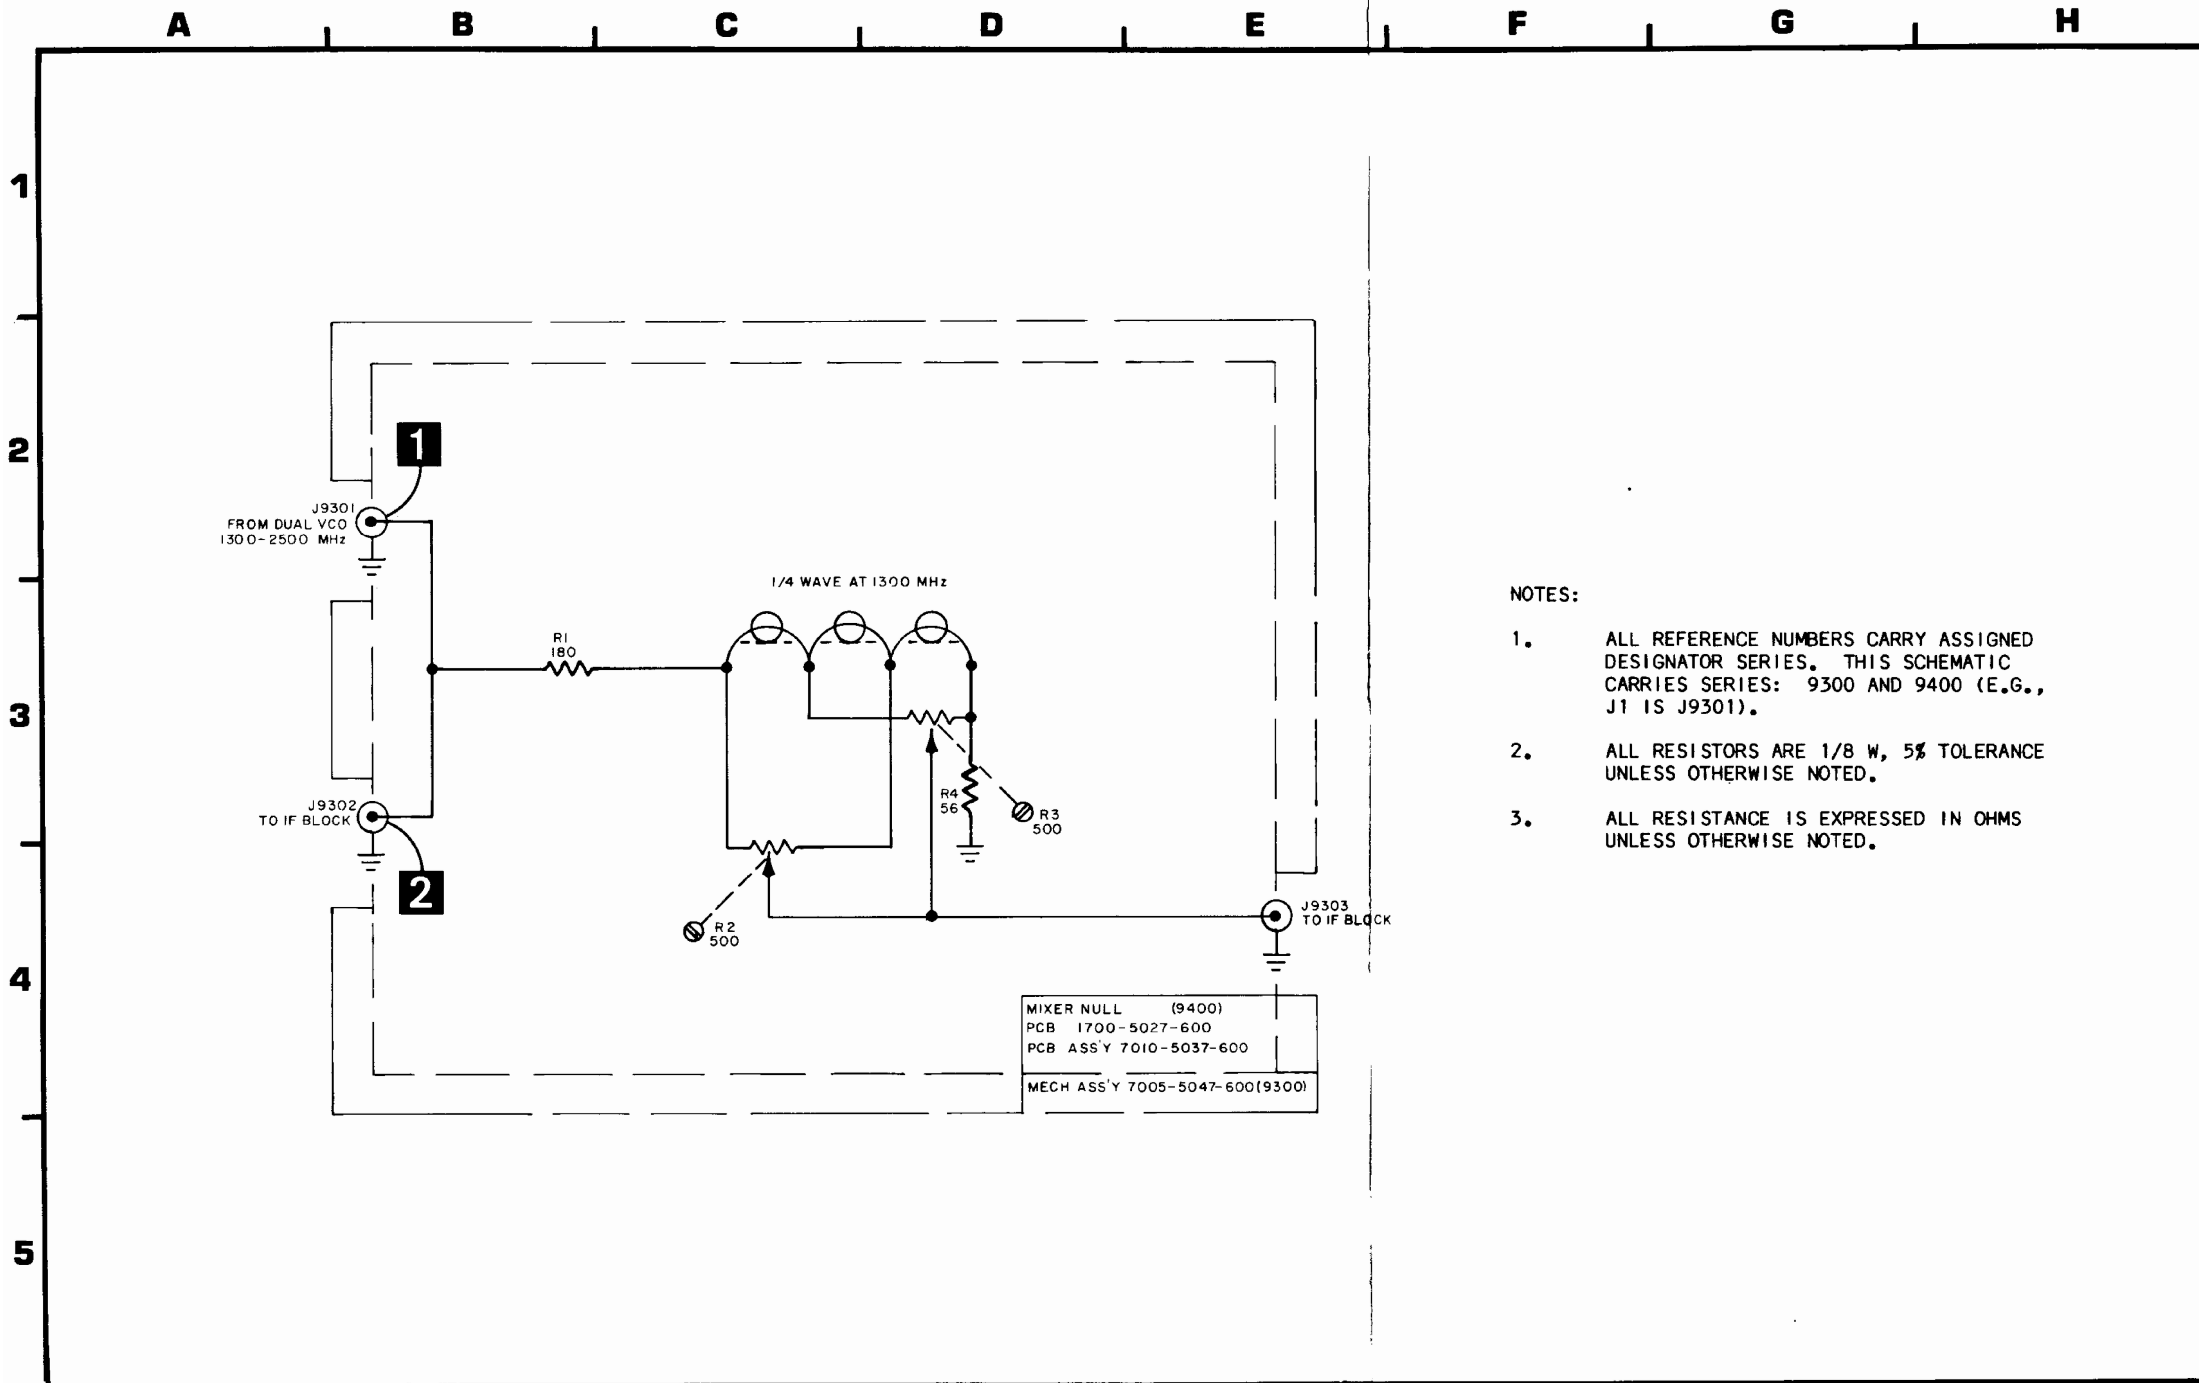 A B C D E F G H
1
2
3
4
5
1
J9301
FROM DUAL VCO
1300-2500 MHz
1/4 WAVE AT 1300 MHz
R1
180
J9302
TO IF BLOCK
2
R4
56
R3
500
R2
500
J9303
TO IF BLOCK
MIXER NULL (9400)
PCB 1700-5027-600
PCB ASS'Y 7010-5037-600
MECH ASS'Y 7005-5047-600(9300)
NOTES:
1. ALL REFERENCE NUMBERS CARRY ASSIGNED
DESIGNATOR SERIES. THIS SCHEMATIC
CARRIES SERIES: 9300 AND 9400 (E.G.,
J1 IS J9301).
2. ALL RESISTORS ARE 1/8 W, 5% TOLERANCE
UNLESS OTHERWISE NOTED.
3. ALL RESISTANCE IS EXPRESSED IN OHMS
UNLESS OTHERWISE NOTED.